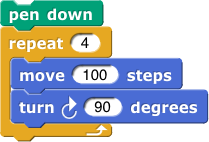 pen down
repeat 4
move 100 steps
turn 90 degrees